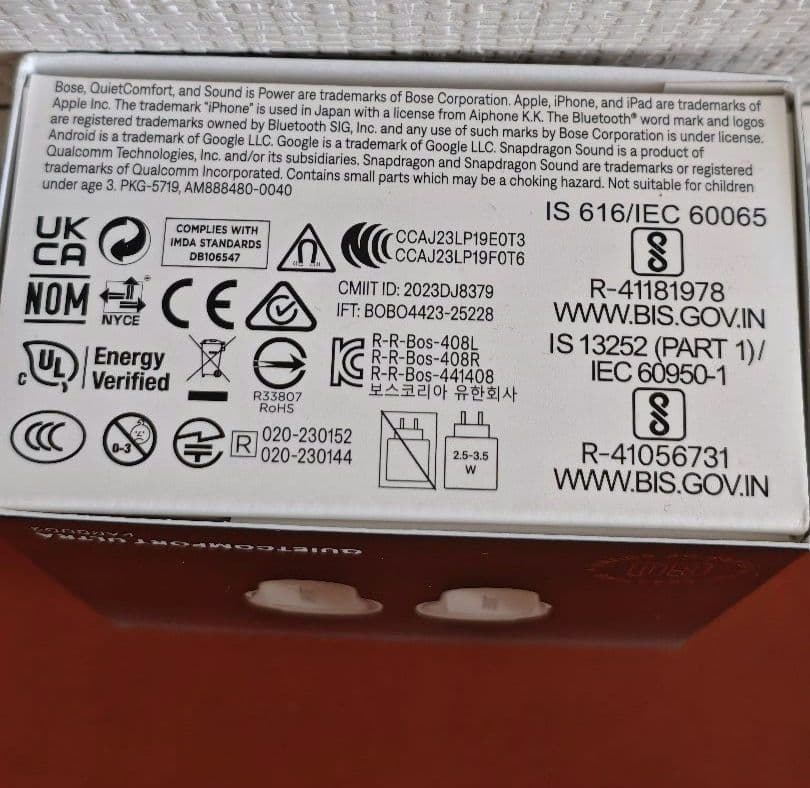 Bose, QuietComfort, and Sound is Power are trademarks of Bose Corporation. Apple, iPhone, and iPad are trademarks of
Apple Inc. The trademark "iPhone" is used in Japan with a license from Aiphone K.K. The Bluetooth® word mark and logos
are registered trademarks owned by Bluetooth SIG, Inc. and any use of such marks by Bose Corporation is under license.
Android is a trademark of Google LLC. Google is a trademark of Google LLC. Snapdragon Sound is a product of
Qualcomm Technologies, Inc. and/or its subsidiaries. Snapdragon and Snapdragon Sound are trademarks or registered
trademarks of Qualcomm Incorporated. Contains small parts which may be a choking hazard. Not suitable for children
under age 3. PKG-5719, AM888480-0040
UK
CA
COMPLIES WITH
IMDA STANDARDS
DB106547
CCAJ23LP19E0T3
CCAJ23LP19F0T6
NOM
NYCE
CE
CMIIT ID: 2023DJ8379
IFT: BOBO4423-25228
C UL
Energy
Verified
R33807
RoHS
R-R-Bos-408L
R-R-Bos-408R
R-R-Bos-441408
보스코리아 유한회사
CCC
0-3
R
020-230152
020-230144
2.5-3.5
W
IS 616/IEC 60065
R-41181978
WWW.BIS.GOV.IN
IS 13252 (PART 1)/
IEC 60950-1
R-41056731
WWW.BIS.GOV.IN
QUIETCOMFORT ULTRA